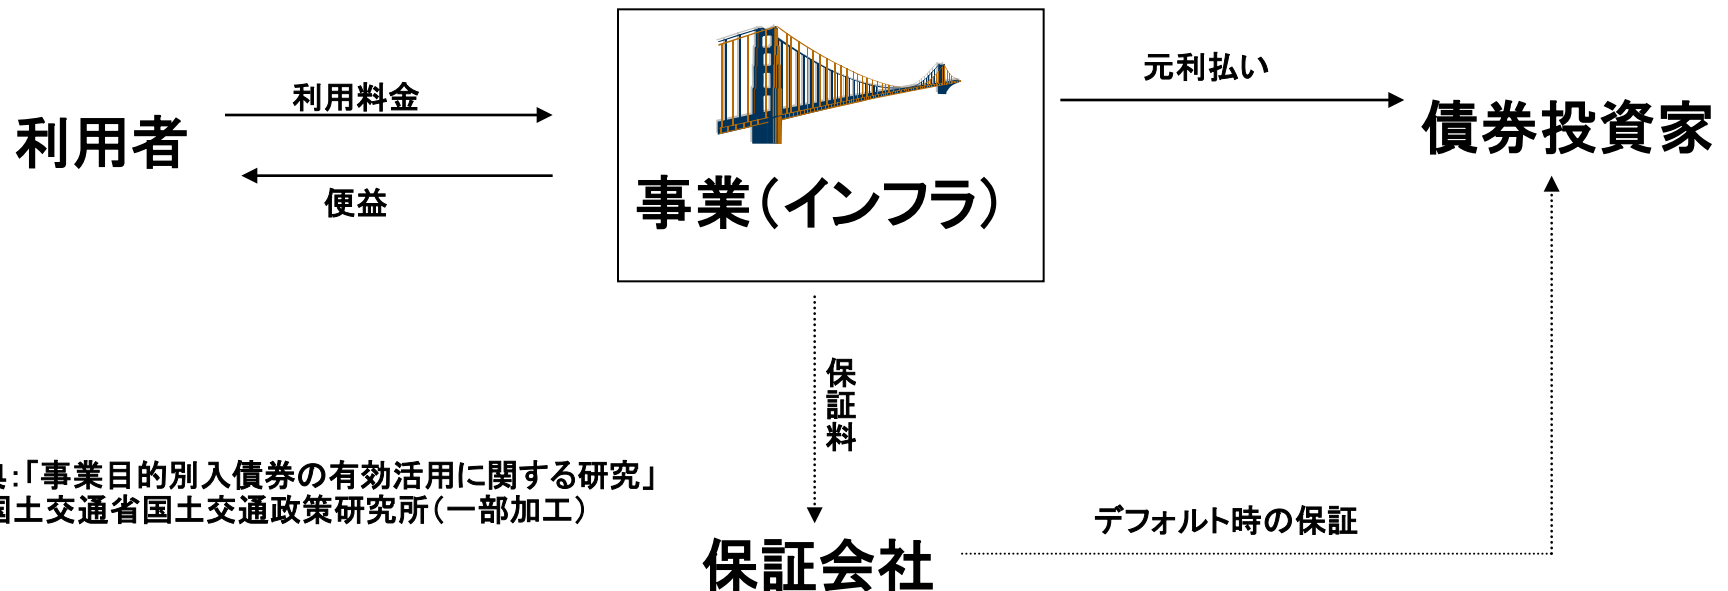 利用者
利用料金
便益
事業（インフラ）
元利払い
債券投資家
保証料
:「事業目的別入債券の有効活用に関する研究」
国土交通省国土交通政策研究所（一部加工）
保証会社
デフォルト時の保証